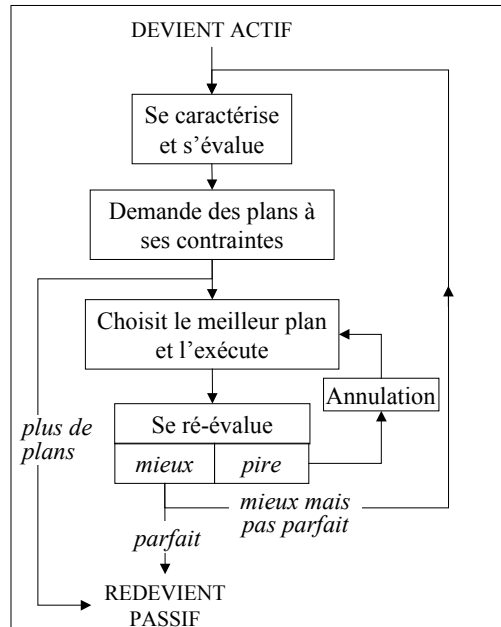 DEVIENT ACTIF
Se caractérise
et s’évalue
Demande des plans à
ses contraintes
Choisit le meilleur plan
et l’exécute
Annulation
Se ré-évalue
mieux
pire
plus de
plans
mieux mais
pas parfait
parfait
REDEVIENT
PASSIF